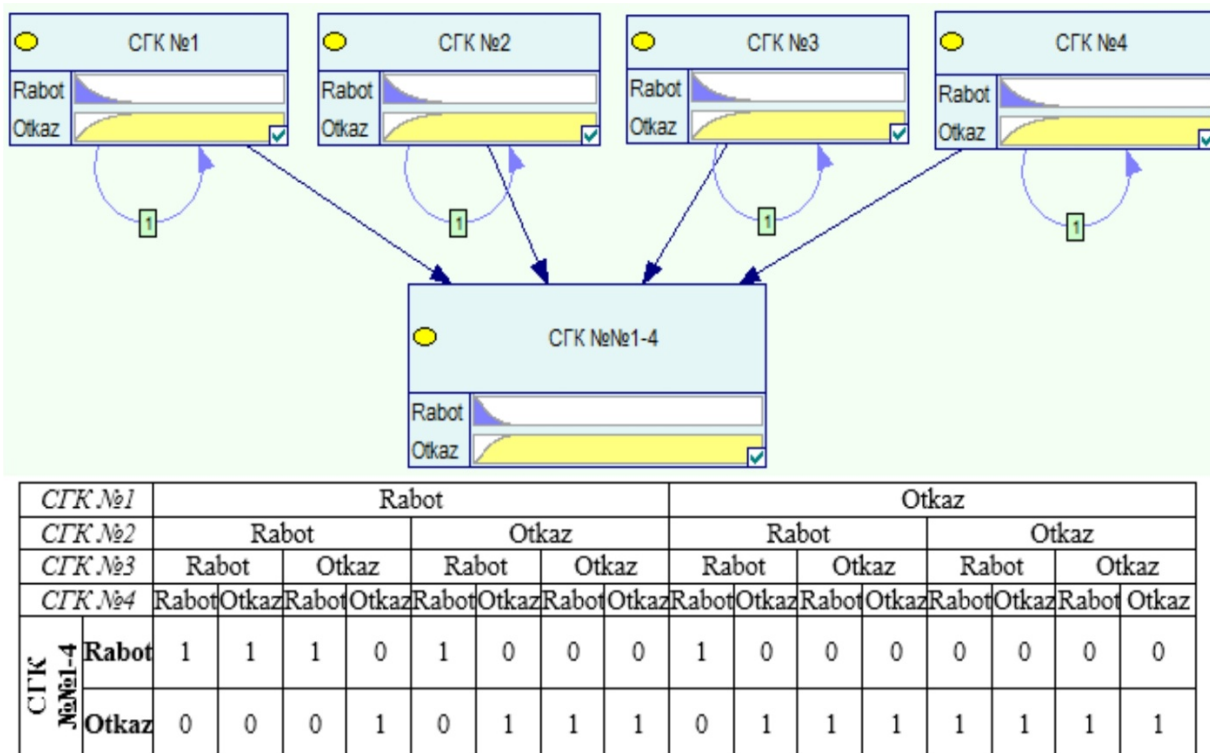 СГК №1 СГК №2 СГК №3 СГК №4
Rabot Rabot Rabot Rabot
Otkaz Otkaz Otkaz Otkaz
1 1 1 1
СГК №№1-4
Rabot
Otkaz
СГК №1 Rabot Otkaz
СГК №2 Rabot Otkaz Rabot Otkaz
СГК №3 Rabot Otkaz Rabot Otkaz Rabot Otkaz Rabot Otkaz
СГК №4 Rabot Otkaz Rabot Otkaz Rabot Otkaz Rabot Otkaz Rabot Otkaz Rabot Otkaz Rabot Otkaz Rabot Otkaz
СГК №№1-4
Rabot 1 1 1 0 1 0 0 0 1 0 0 0 0 0 0 0
Otkaz 0 0 0 1 0 1 1 1 0 1 1 1 1 1 1 1